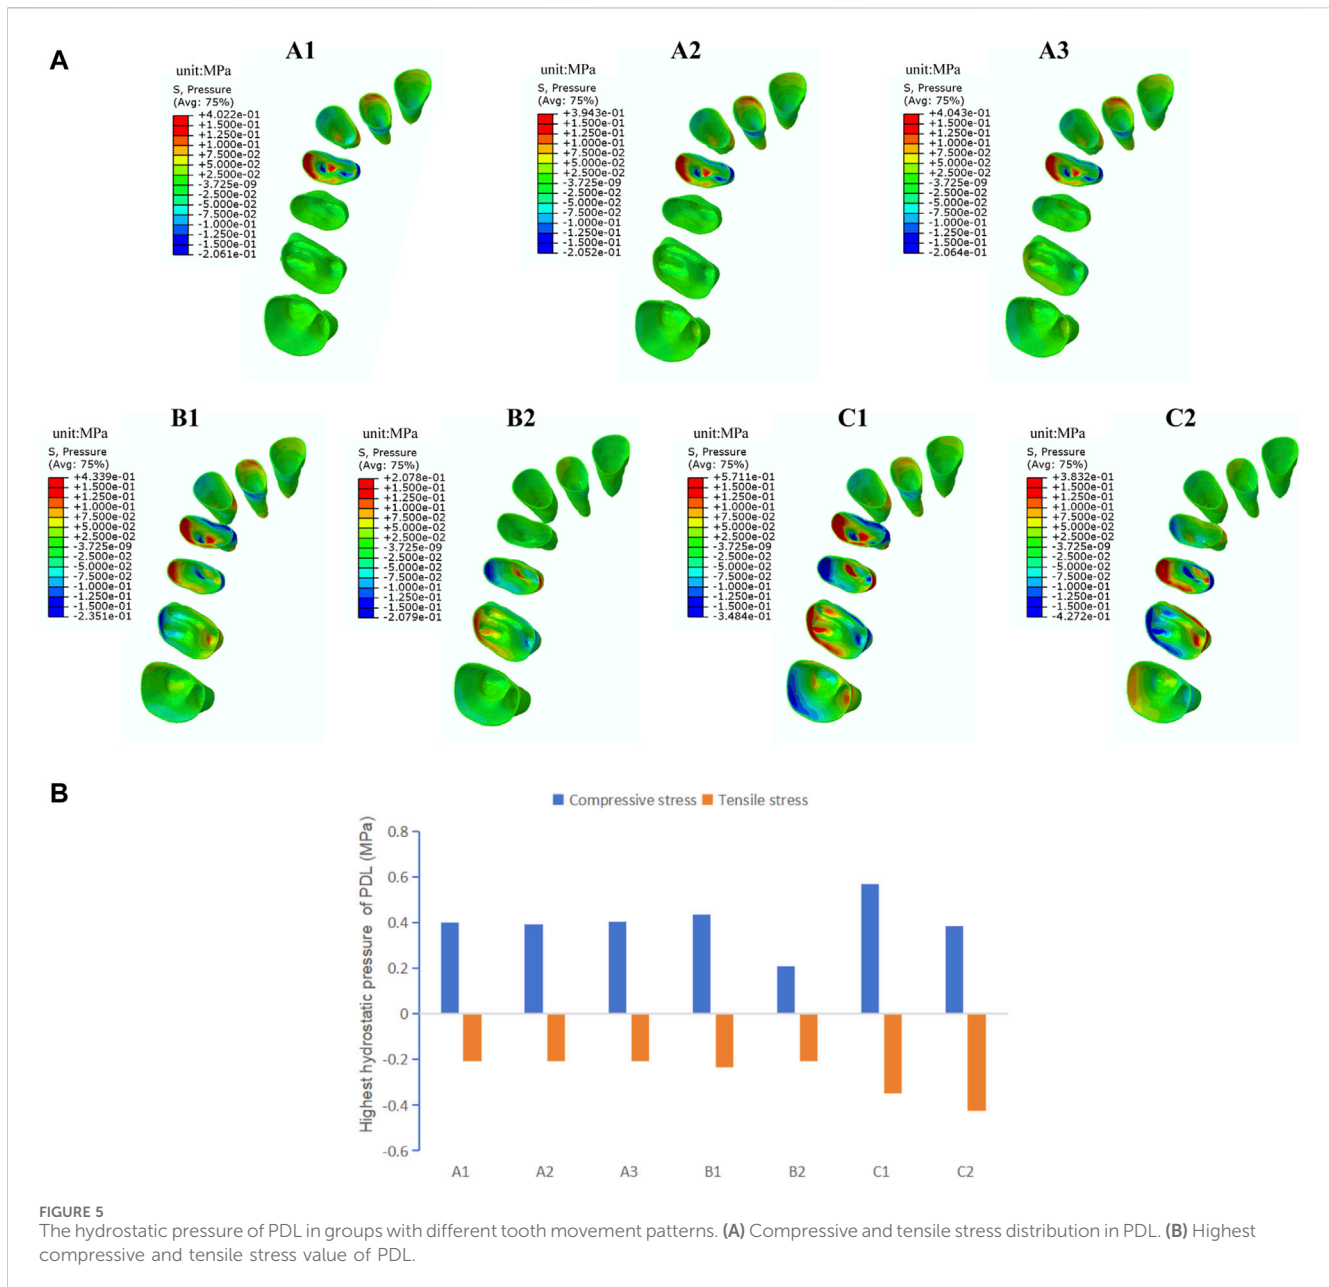 A
A1
unit:MPa
S, Pressure
(Avg: 75%)
+4.022e-01
+1.500e-01
+1.250e-01
+1.000e-01
+7.500e-02
+5.000e-02
+2.500e-02
-3.725e-09
-2.500e-02
-5.000e-02
-7.500e-02
-1.000e-01
-1.250e-01
-1.500e-01
-2.061e-01
A2
unit:MPa
S, Pressure
(Avg: 75%)
+3.943e-01
+1.500e-01
+1.250e-01
+1.000e-01
+7.500e-02
+5.000e-02
+2.500e-02
-3.725e-09
-2.500e-02
-5.000e-02
-7.500e-02
-1.000e-01
-1.250e-01
-1.500e-01
-2.052e-01
A3
unit:MPa
S, Pressure
(Avg: 75%)
+4.043e-01
+1.500e-01
+1.250e-01
+1.000e-01
+7.500e-02
+5.000e-02
+2.500e-02
-3.725e-09
-2.500e-02
-5.000e-02
-7.500e-02
-1.000e-01
-1.250e-01
-1.500e-01
-2.064e-01
B1
unit:MPa
S, Pressure
(Avg: 75%)
+4.339e-01
+1.500e-01
+1.250e-01
+1.000e-01
+7.500e-02
+5.000e-02
+2.500e-02
-3.725e-09
-2.500e-02
-5.000e-02
-7.500e-02
-1.000e-01
-1.250e-01
-1.500e-01
-2.351e-01
B2
unit:MPa
S, Pressure
(Avg: 75%)
+2.078e-01
+1.500e-01
+1.250e-01
+1.000e-01
+7.500e-02
+5.000e-02
+2.500e-02
-3.725e-09
-2.500e-02
-5.000e-02
-7.500e-02
-1.000e-01
-1.250e-01
-1.500e-01
-2.079e-01
C1
unit:MPa
S, Pressure
(Avg: 75%)
+5.711e-01
+1.500e-01
+1.250e-01
+1.000e-01
+7.500e-02
+5.000e-02
+2.500e-02
-3.725e-09
-2.500e-02
-5.000e-02
-7.500e-02
-1.000e-01
-1.250e-01
-1.500e-01
-3.484e-01
C2
unit:MPa
S, Pressure
(Avg: 75%)
+3.832e-01
+1.500e-01
+1.250e-01
+1.000e-01
+7.500e-02
+5.000e-02
+2.500e-02
-3.725e-09
-2.500e-02
-5.000e-02
-7.500e-02
-1.000e-01
-1.250e-01
-1.500e-01
-4.272e-01
B
Compressive stress Tensile stress
Highest hydrostatic pressure of PDL (MPa)
0.8
0.6
0.4
0.2
0
-0.2
-0.4
-0.6
A1 A2 A3 B1 B2 C1 C2
FIGURE 5
The hydrostatic pressure of PDL in groups with different tooth movement patterns. (A) Compressive and tensile stress distribution in PDL. (B) Highest
compressive and tensile stress value of PDL.